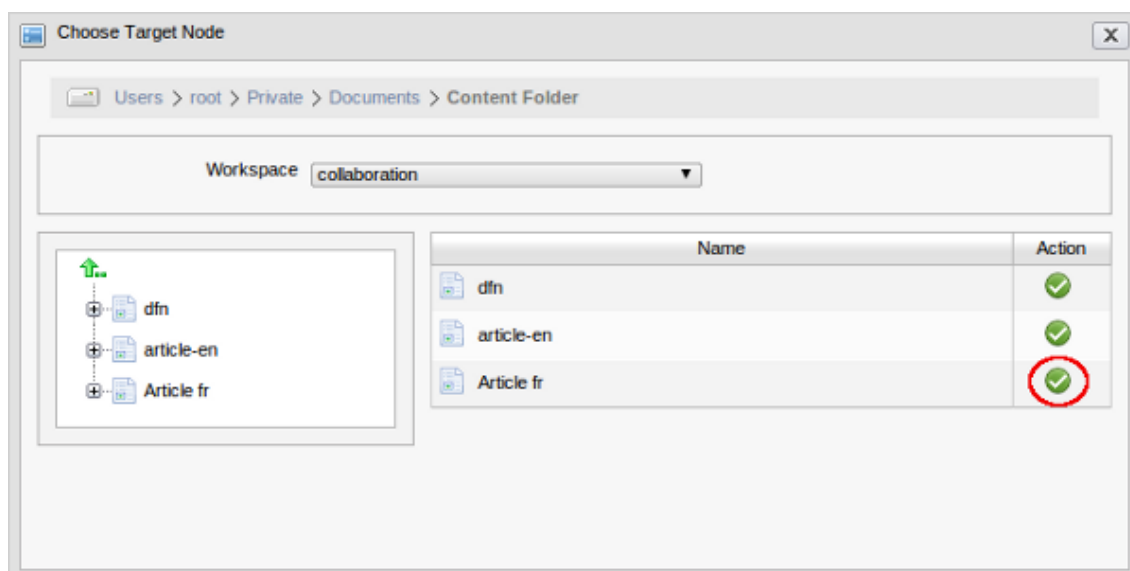 Choose Target Node
Users > root > Private > Documents > Content Folder
Workspace collaboration
Name Action
dfn
article-en
Article fr
dfn
article-en
Article fr